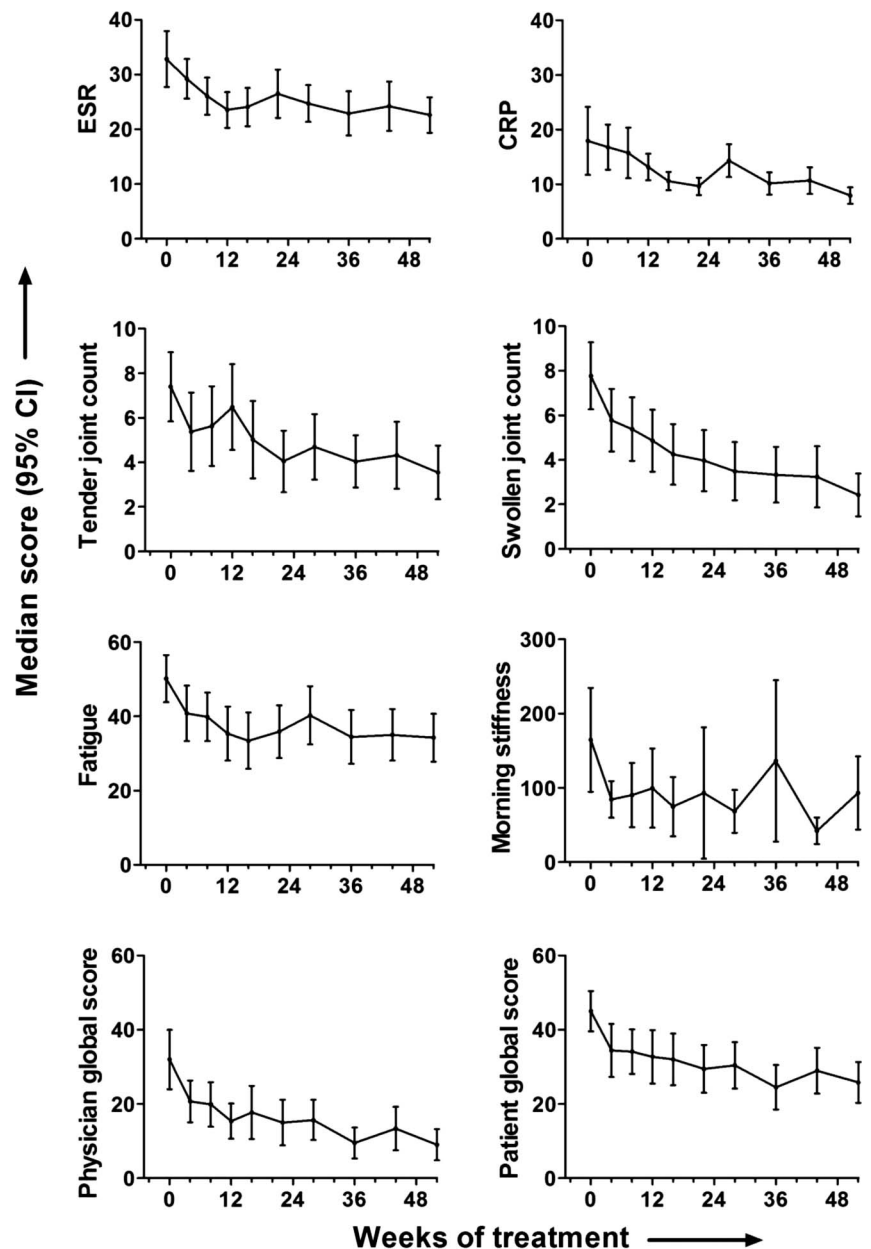 Median score (95% CI)
ESR
40
30
20
10
0
0 12 24 36 48
CRP
40
30
20
10
0
0 12 24 36 48
Tender joint count
10
8
6
4
2
0
0 12 24 36 48
Swollen joint count
10
8
6
4
2
0
0 12 24 36 48
Fatigue
60
40
20
0
0 12 24 36 48
Morning stiffness
300
200
100
0
0 12 24 36 48
Physician global score
60
40
20
0
0 12 24 36 48
Patient global score
60
40
20
0
0 12 24 36 48
Weeks of treatment